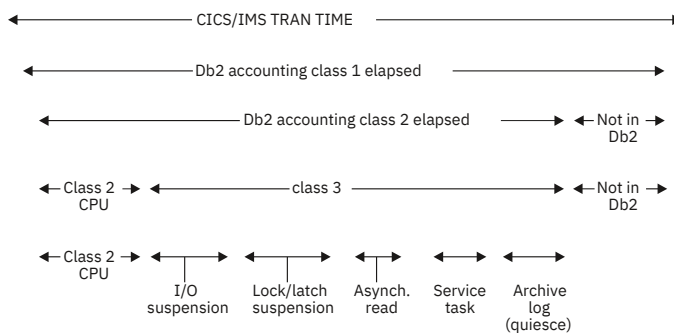 CICS/IMS TRAN TIME
Db2 accounting class 1 elapsed
Db2 accounting class 2 elapsed
Not in
Db2
Class 2
CPU
class 3
Not in
Db2
Class 2
CPU
I/O
suspension
Lock/latch
suspension
Asynch.
read
Service
task
Archive
log
(quiesce)